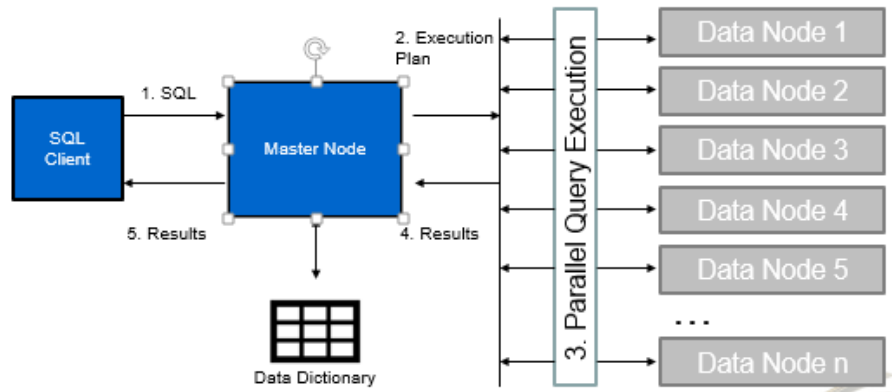 1. SQL
SQL
Client
Master Node
2. Execution
Plan
3. Parallel Query Execution
4. Results
5. Results
Data Dictionary
Data Node 1
Data Node 2
Data Node 3
Data Node 4
Data Node 5
...
Data Node n